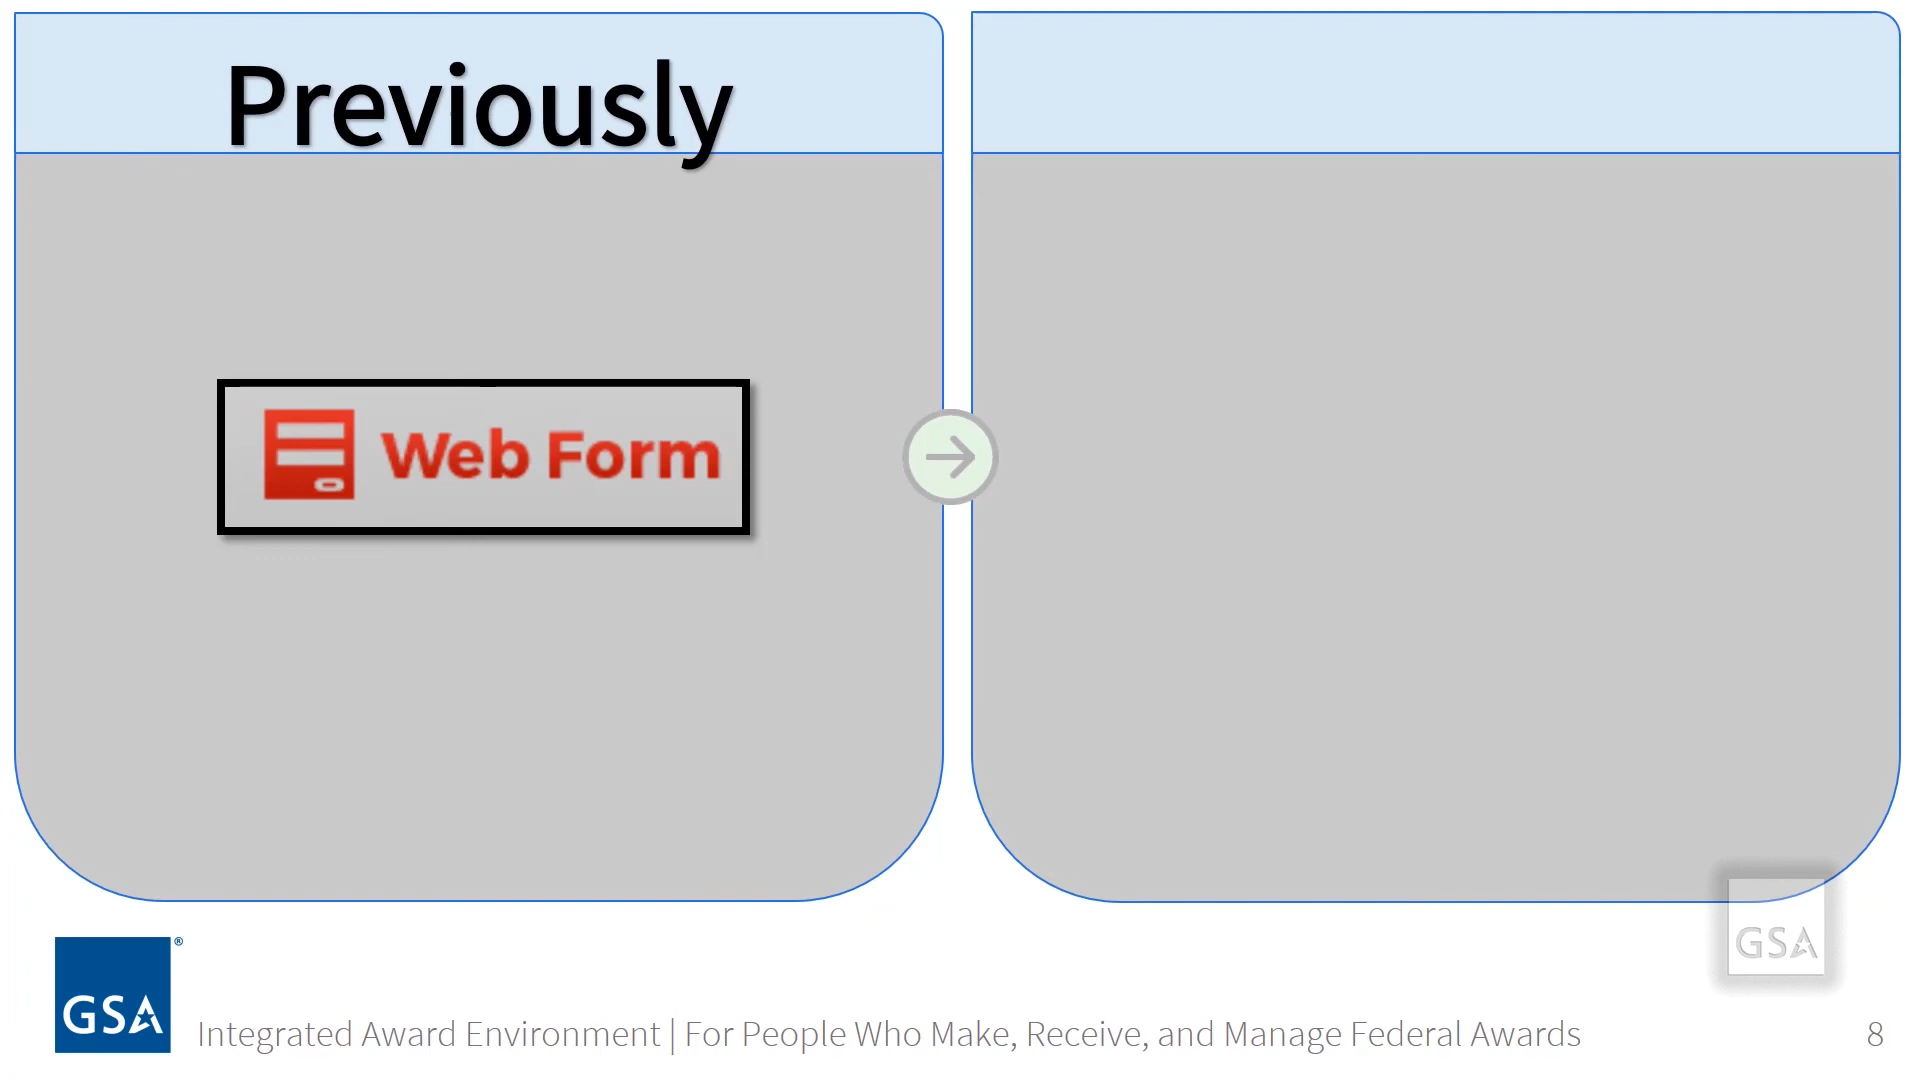 Previously
Web Form
GSA
®
Integrated Award Environment | For People Who Make, Receive, and Manage Federal Awards
8
GSA